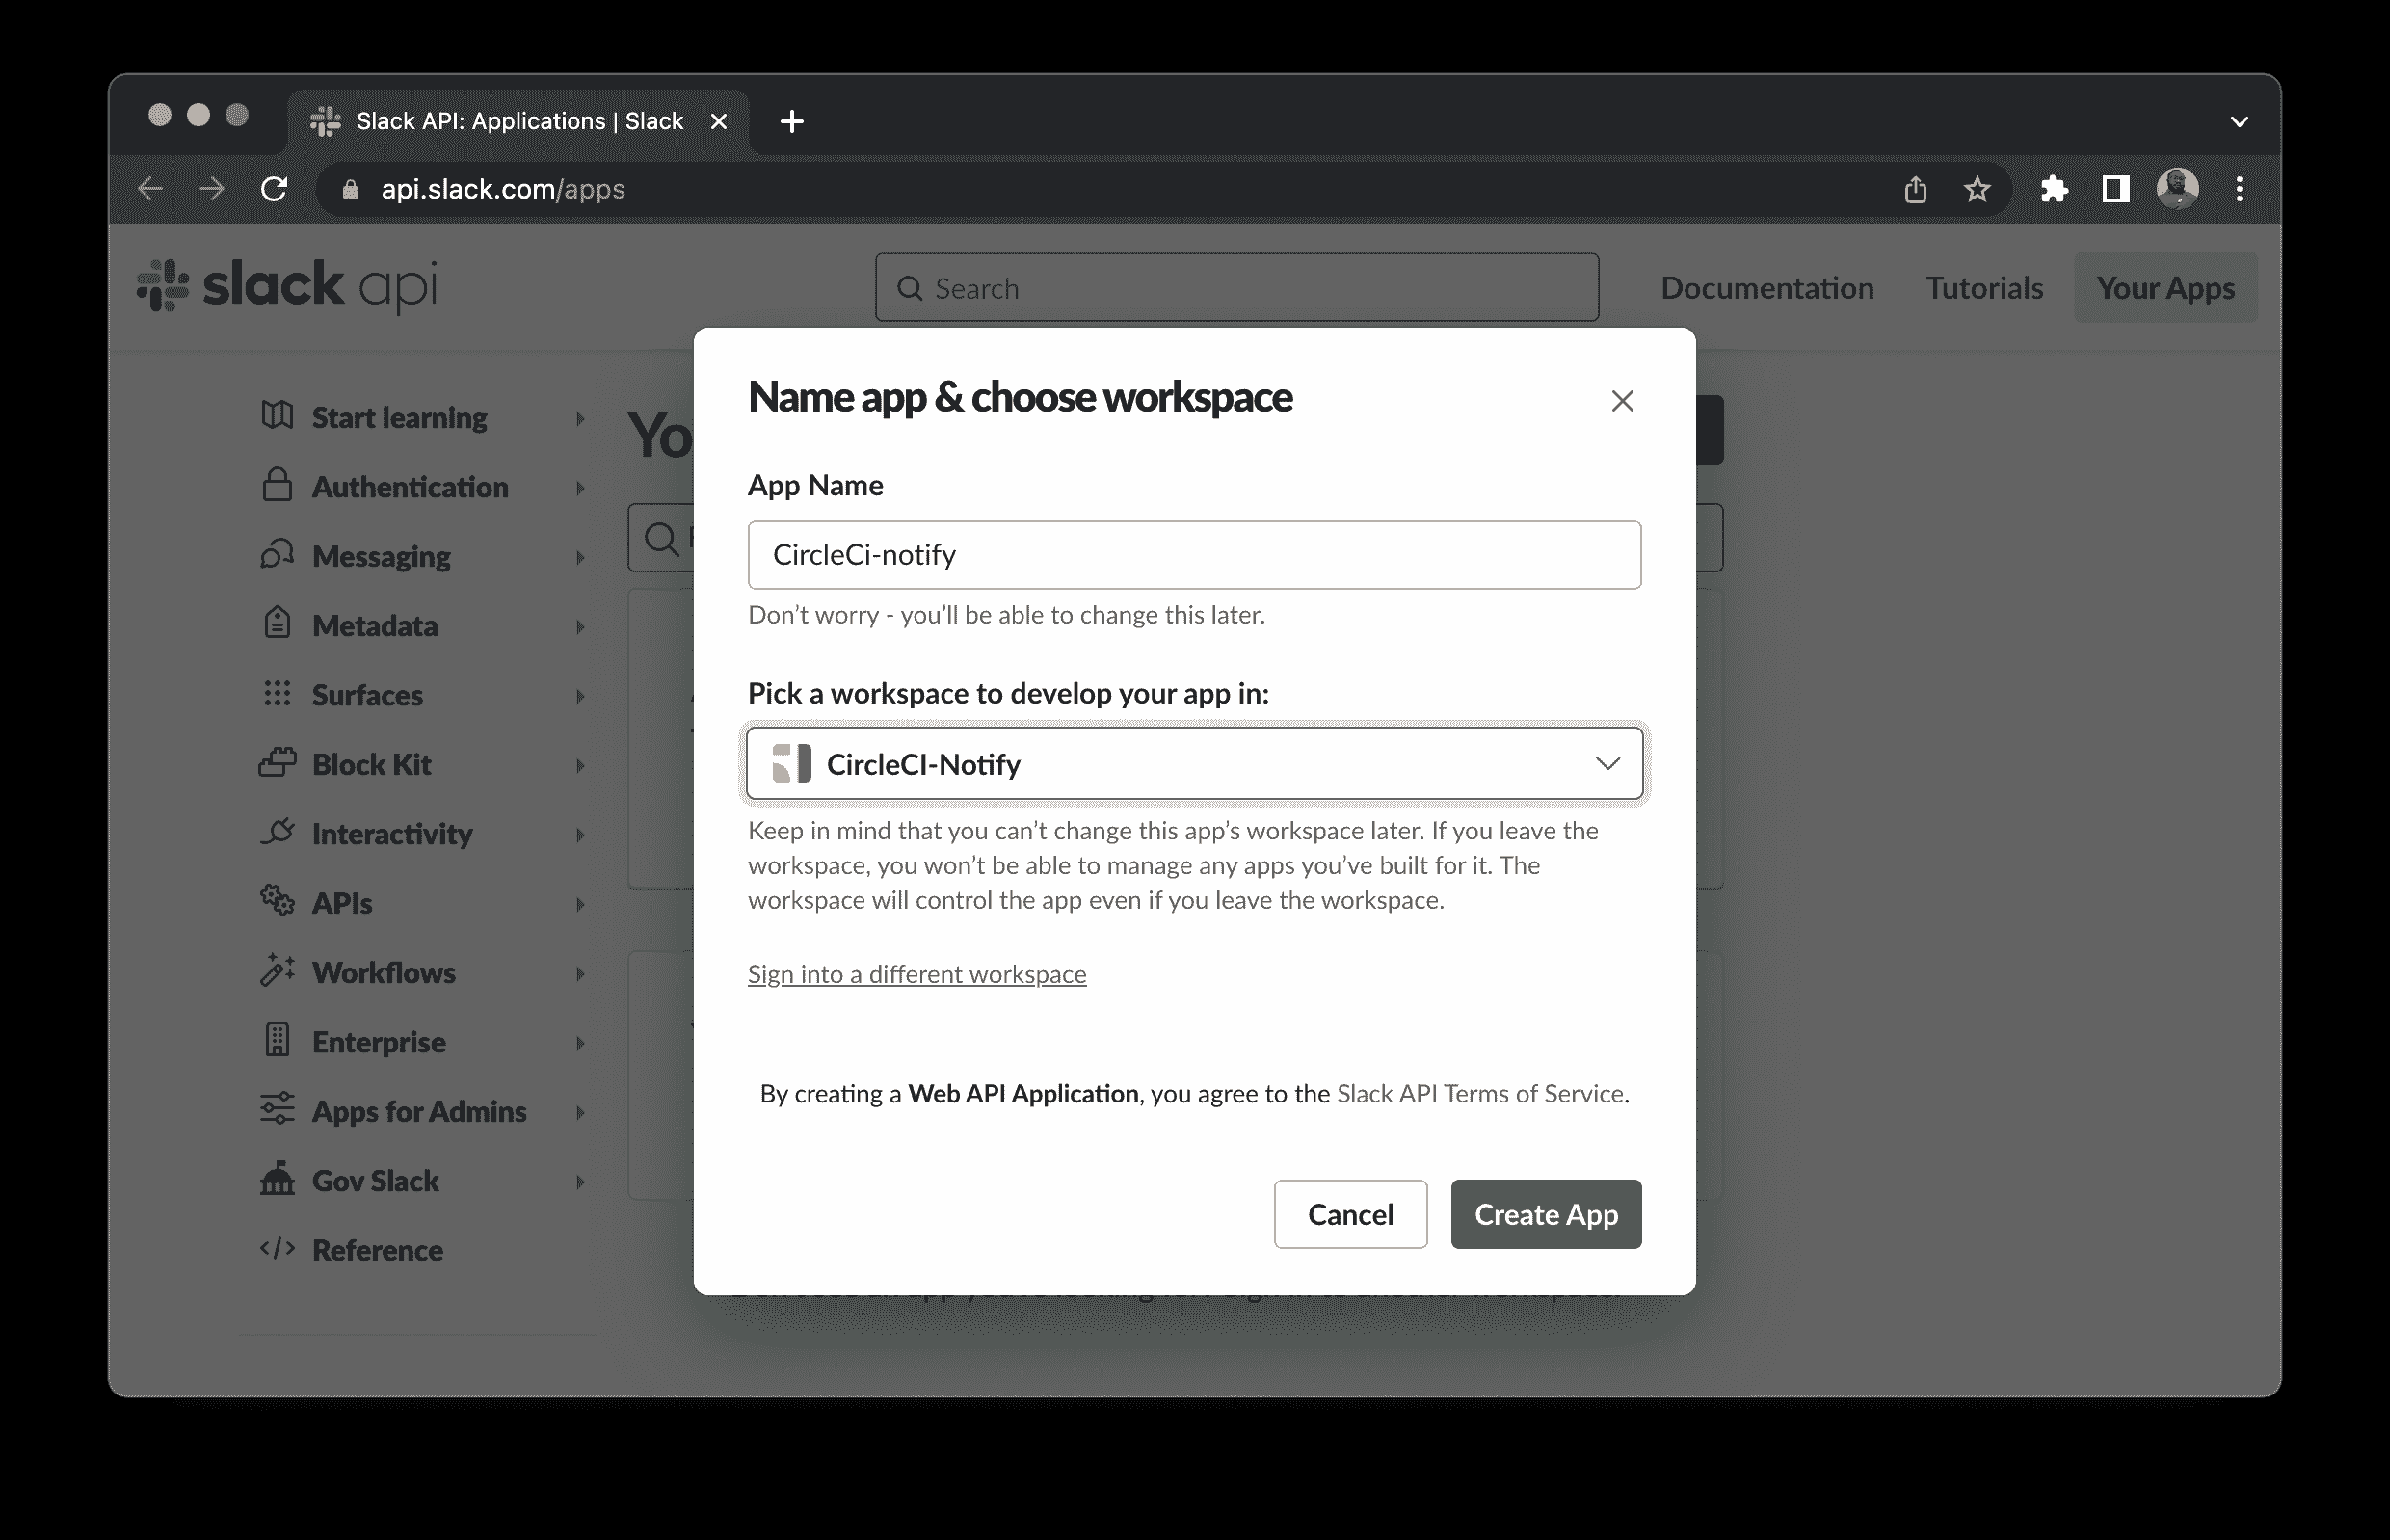 Slack API: Applications | Slack
api.slack.com/apps
slack api
Search
Documentation
Tutorials
Your Apps
Start learning
Authentication
Messaging
Metadata
Surfaces
Block Kit
Interactivity
APIs
Workflows
Enterprise
Apps for Admins
Gov Slack
Reference
Yo
Name app & choose workspace
App Name
CircleCi-notify
Don’t worry - you’ll be able to change this later.
Pick a workspace to develop your app in:
CircleCI-Notify
Keep in mind that you can’t change this app’s workspace later. If you leave the
workspace, you won’t be able to manage any apps you’ve built for it. The
workspace will control the app even if you leave the workspace.
Sign into a different workspace
By creating a Web API Application, you agree to the Slack API Terms of Service.
Cancel
Create App